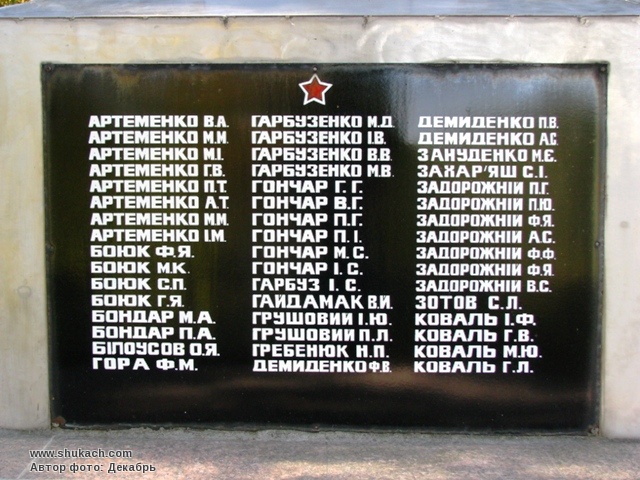 АРТЕМЕНКО В.А.
АРТЕМЕНКО М.М.
АРТЕМЕНКО М.І.
АРТЕМЕНКО Г.В.
АРТЕМЕНКО П.Т.
АРТЕМЕНКО А.Т.
АРТЕМЕНКО М.М.
АРТЕМЕНКО І.М.
БОЮК Ф.Я.
БОЮК М.К.
БОЮК С.П.
БОЮК Г.Я.
БОНДАР М.А.
БОНДАР П.А.
БІЛОУСОВ О.Я.
ГОРА Ф.М.
ГАРБУЗЕНКО М.Д.
ГАРБУЗЕНКО І.В.
ГАРБУЗЕНКО В.В.
ГАРБУЗЕНКО М.В.
ГОНЧАР Г.Г.
ГОНЧАР В.Г.
ГОНЧАР П.Г.
ГОНЧАР П.І.
ГОНЧАР М.С.
ГОНЧАР І.С.
ГАРБУЗ І.С.
ГАЙДАМАК В.И.
ГРУШОВИЙ І.Ю.
ГРУШОВИЙ П.Л.
ГРЕБЕНЮК Н.П.
ДЕМИДЕНКО Ф.В.
ДЕМИДЕНКО П.В.
ДЕМИДЕНКО А.С.
ЗАНУДЕНКО М.Є.
ЗАХАР'ЯШ С.І.
ЗАДОРОЖНІЙ П.Г.
ЗАДОРОЖНІЙ П.Ю.
ЗАДОРОЖНІЙ Ф.Я.
ЗАДОРОЖНІЙ А.С.
ЗАДОРОЖНІЙ Ф.Ф.
ЗАДОРОЖНІЙ Ф.Я.
ЗАДОРОЖНІЙ В.С.
ЗОТОВ С.Л.
КОВАЛЬ І.Ф.
КОВАЛЬ Г.В.
КОВАЛЬ М.Ю.
КОВАЛЬ Г.Л.
www.shukach.com
Автор фото: Декабрь